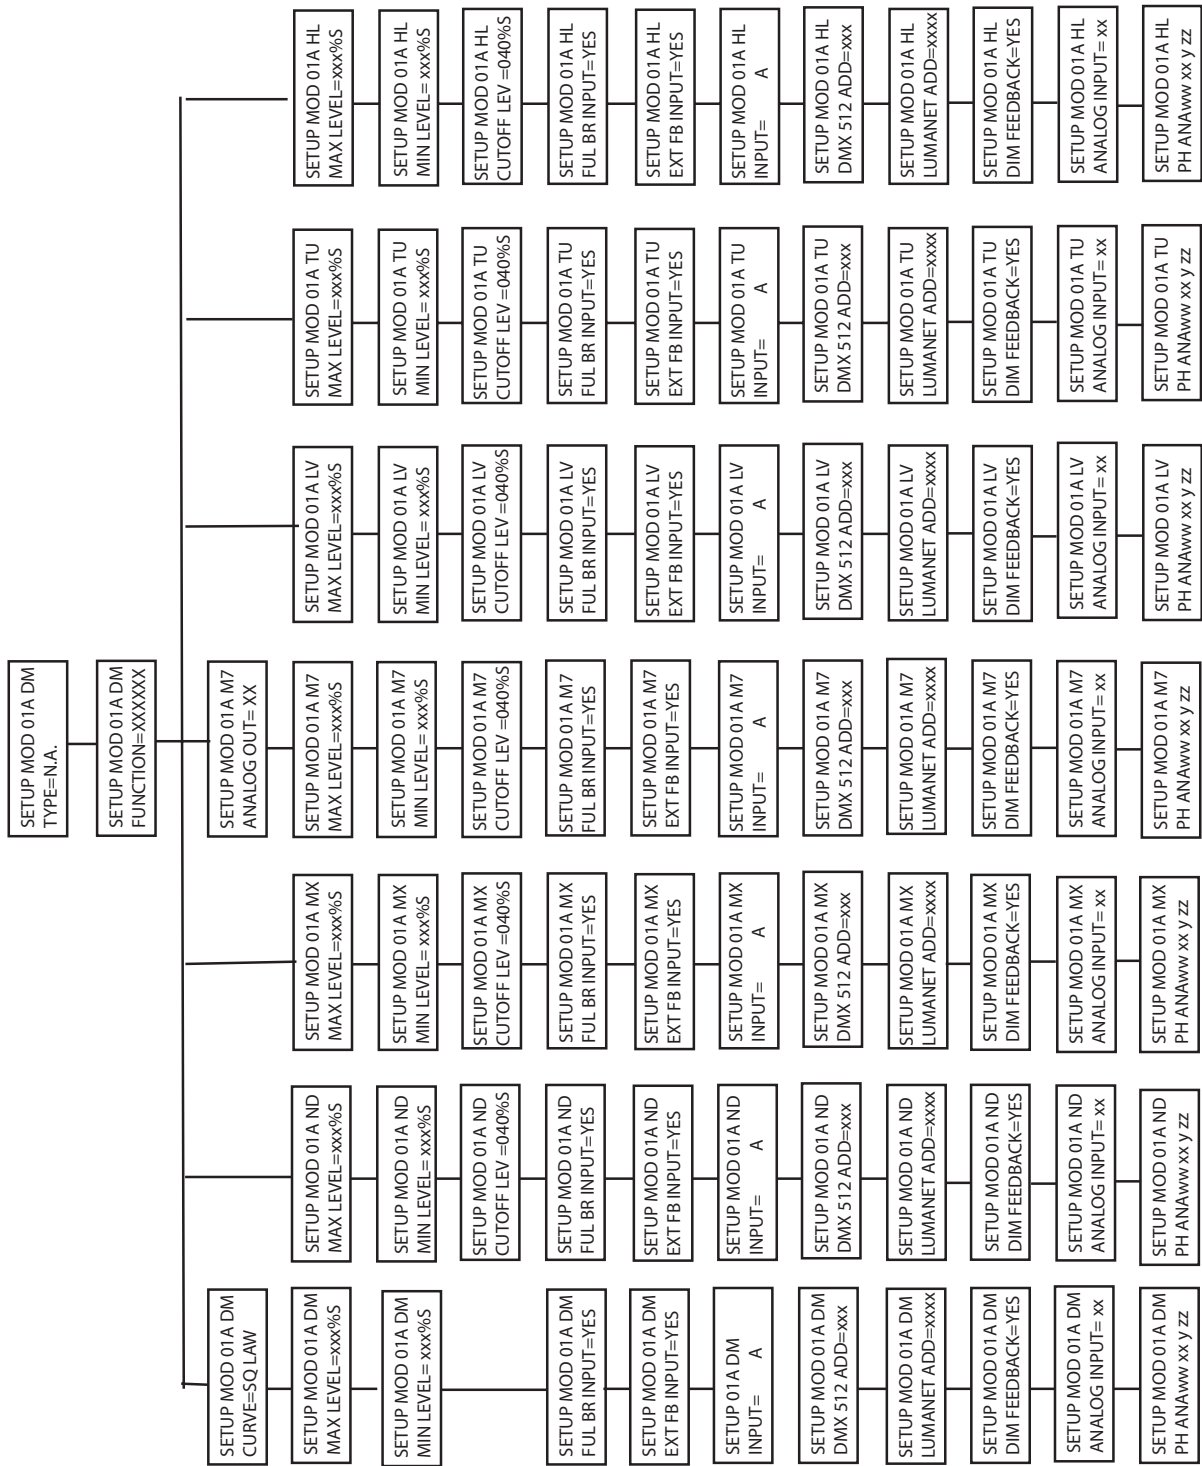 SETUP MOD 01A DM
TYPE=N.A.
SETUP MOD 01A DM
FUNCTION=XXXXXX
SETUP MOD 01A DM
CURVE=SQ LAW
SETUP MOD 01A DM
MAX LEVEL=xxx%S
SETUP MOD 01A DM
MIN LEVEL= xxx%S
SETUP MOD 01A DM
FUL BR INPUT=YES
SETUP MOD 01A DM
EXT FB INPUT=YES
SETUP 01A DM
INPUT= A
SETUP MOD 01A DM
DMX 512 ADD=xxx
SETUP MOD 01A DM
LUMANET ADD=xxxx
SETUP MOD 01A DM
DIM FEEDBACK=YES
SETUP MOD 01A DM
ANALOG INPUT= xx
SETUP MOD 01A DM
PH ANAww xx y zz
SETUP MOD 01A ND
MAX LEVEL=xxx%S
SETUP MOD 01A ND
MIN LEVEL= xxx%S
SETUP MOD 01A ND
CUTOFF LEV =040%S
SETUP MOD 01A ND
FUL BR INPUT=YES
SETUP MOD 01A ND
EXT FB INPUT=YES
SETUP MOD 01A ND
INPUT= A
SETUP MOD 01A ND
DMX 512 ADD=xxx
SETUP MOD 01A ND
LUMANET ADD=xxxx
SETUP MOD 01A ND
DIM FEEDBACK=YES
SETUP MOD 01A ND
ANALOG INPUT= xx
SETUP MOD 01A ND
PH ANAww xx y zz
SETUP MOD 01A MX
MAX LEVEL=xxx%S
SETUP MOD 01A MX
MIN LEVEL= xxx%S
SETUP MOD 01A MX
CUTOFF LEV =040%S
SETUP MOD 01A MX
FUL BR INPUT=YES
SETUP MOD 01A MX
EXT FB INPUT=YES
SETUP MOD 01A MX
INPUT= A
SETUP MOD 01A MX
DMX 512 ADD=xxx
SETUP MOD 01A MX
LUMANET ADD=xxxx
SETUP MOD 01A MX
DIM FEEDBACK=YES
SETUP MOD 01A MX
ANALOG INPUT= xx
SETUP MOD 01A MX
PH ANAww xx y zz
SETUP MOD 01A M7
ANALOG OUT= XX
SETUP MOD 01A M7
MAX LEVEL=xxx%S
SETUP MOD 01A M7
MIN LEVEL= xxx%S
SETUP MOD 01A M7
CUTOFF LEV =040%S
SETUP MOD 01A M7
FUL BR INPUT=YES
SETUP MOD 01A M7
EXT FB INPUT=YES
SETUP MOD 01A M7
INPUT= A
SETUP MOD 01A M7
DMX 512 ADD=xxx
SETUP MOD 01A M7
LUMANET ADD=xxxxx
SETUP MOD 01A M7
DIM FEEDBACK=YES
SETUP MOD 01A M7
ANALOG INPUT= xx
SETUP MOD 01A M7
PH ANAww xx y zz
SETUP MOD 01A LV
MAX LEVEL=xxx%S
SETUP MOD 01A LV
MIN LEVEL= xxx%S
SETUP MOD 01A LV
CUTOFF LEV =040%S
SETUP MOD 01A LV
FUL BR INPUT=YES
SETUP MOD 01A LV
EXT FB INPUT=YES
SETUP MOD 01A LV
INPUT= A
SETUP MOD 01A LV
DMX 512 ADD=xxx
SETUP MOD 01A LV
LUMANET ADD=xxxx
SETUP MOD 01A LV
DIM FEEDBACK=YES
SETUP MOD 01A LV
ANALOG INPUT= xx
SETUP MOD 01A LV
PH ANAww xx y zz
SETUP MOD 01A TU
MAX LEVEL=xxx%S
SETUP MOD 01A TU
MIN LEVEL= xxx%S
SETUP MOD 01A TU
CUTOFF LEV =040%S
SETUP MOD 01A TU
FUL BR INPUT=YES
SETUP MOD 01A TU
EXT FB INPUT=YES
SETUP MOD 01A TU
INPUT= A
SETUP MOD 01A TU
DMX 512 ADD=xxx
SETUP MOD 01A TU
LUMANET ADD=xxxx
SETUP MOD 01A TU
DIM FEEDBACK=YES
SETUP MOD 01A TU
ANALOG INPUT= xx
SETUP MOD 01A TU
PH ANAww xx y zz
SETUP MOD 01A HL
MAX LEVEL=xxx%S
SETUP MOD 01A HL
MIN LEVEL= xxx%S
SETUP MOD 01A HL
CUTOFF LEV =040%S
SETUP MOD 01A HL
FUL BR INPUT=YES
SETUP MOD 01A HL
EXT FB INPUT=YES
SETUP MOD 01A HL
INPUT= A
SETUP MOD 01A HL
DMX 512 ADD=xxx
SETUP MOD 01A HL
LUMANET ADD=xxxx
SETUP MOD 01A HL
DIM FEEDBACK=YES
SETUP MOD 01A HL
ANALOG INPUT= xx
SETUP MOD 01A HL
PH ANAww xx y zz